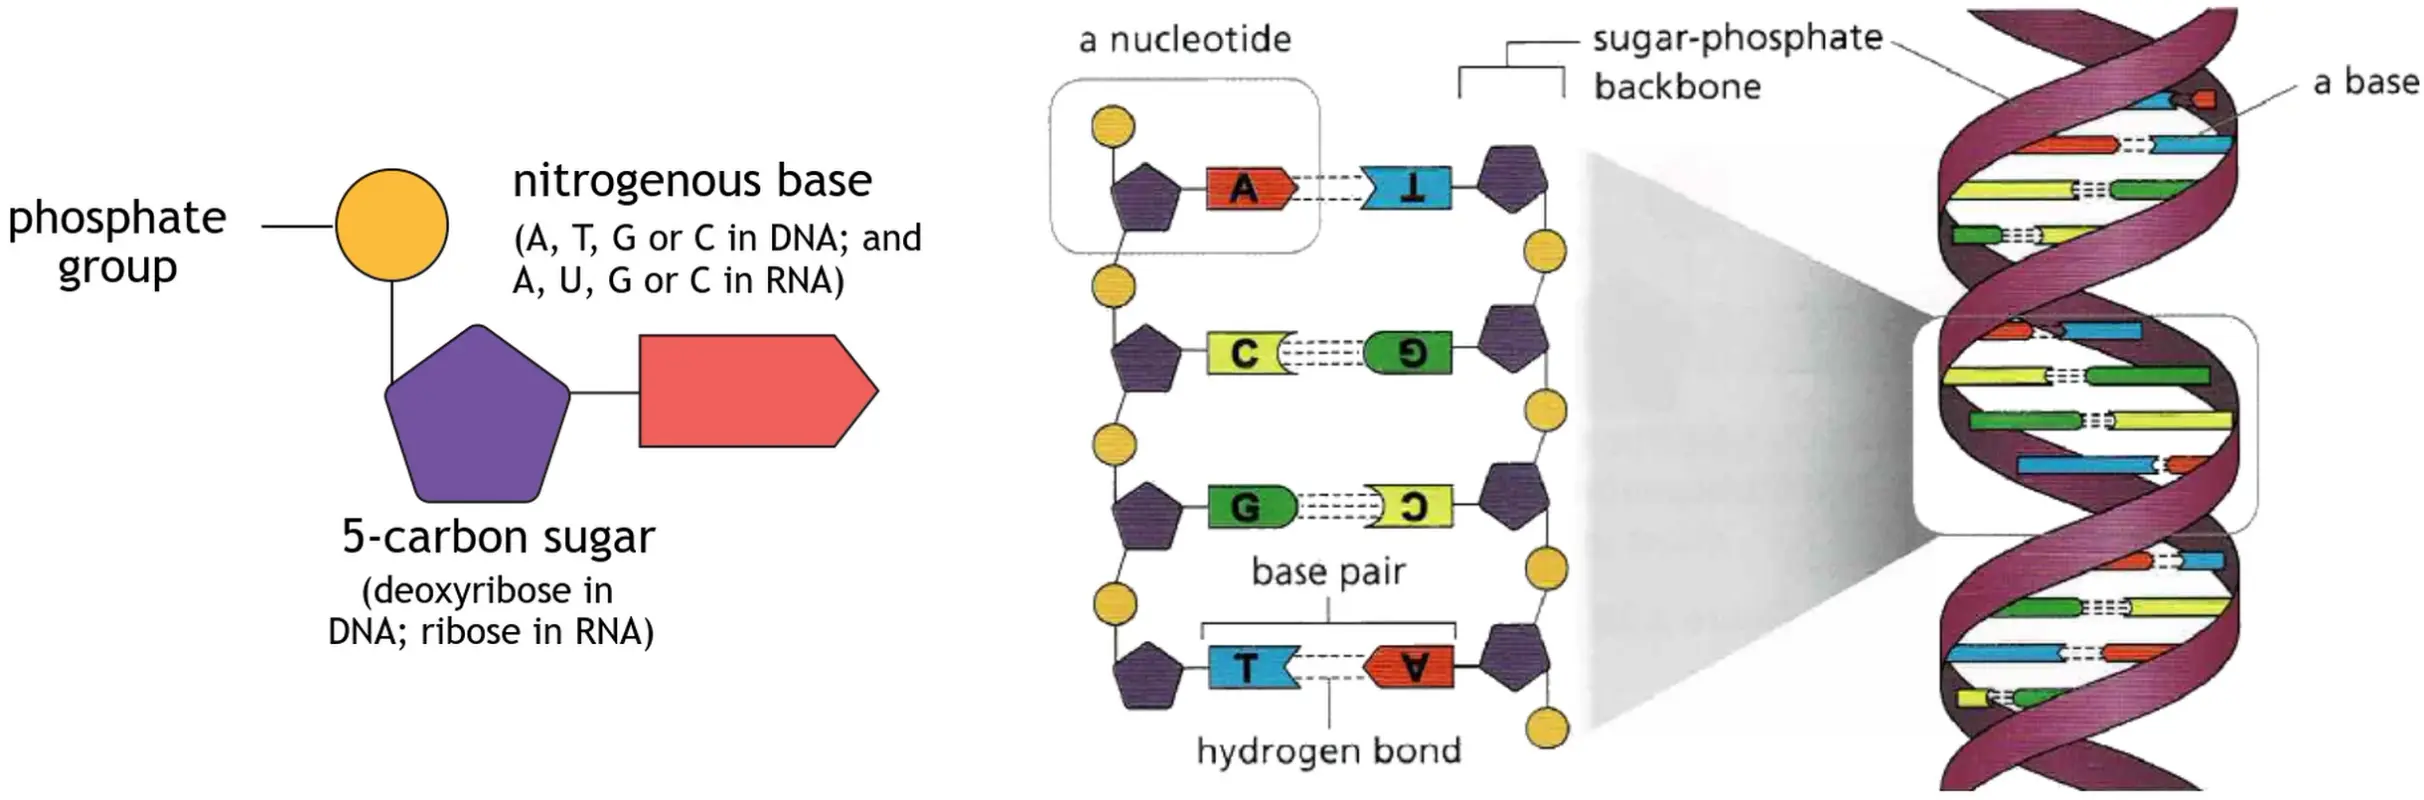 phosphate
group
nitrogenous base
(A, T, G or C in DNA; and
A, U, G or C in RNA)
5-carbon sugar
(deoxyribose in
DNA; ribose in RNA)
a nucleotide
sugar-phosphate
backbone
a base
A T
C G
G C
base pair
T A
hydrogen bond